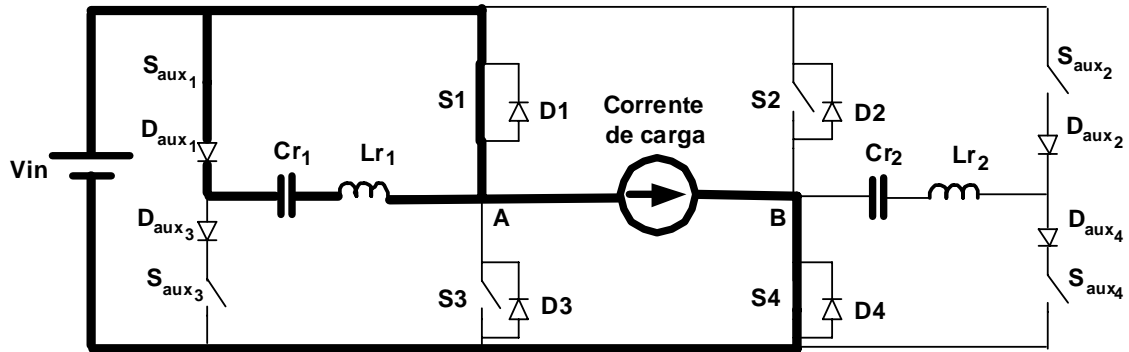 Saux1
Daux1
Vin
Cr1
Lr1
Daux3
Saux3
S1
D1
A
S3
D3
Corrente
de carga
S2
D2
B
S4
D4
Cr2
Lr2
Saux2
Daux2
Daux4
Saux4